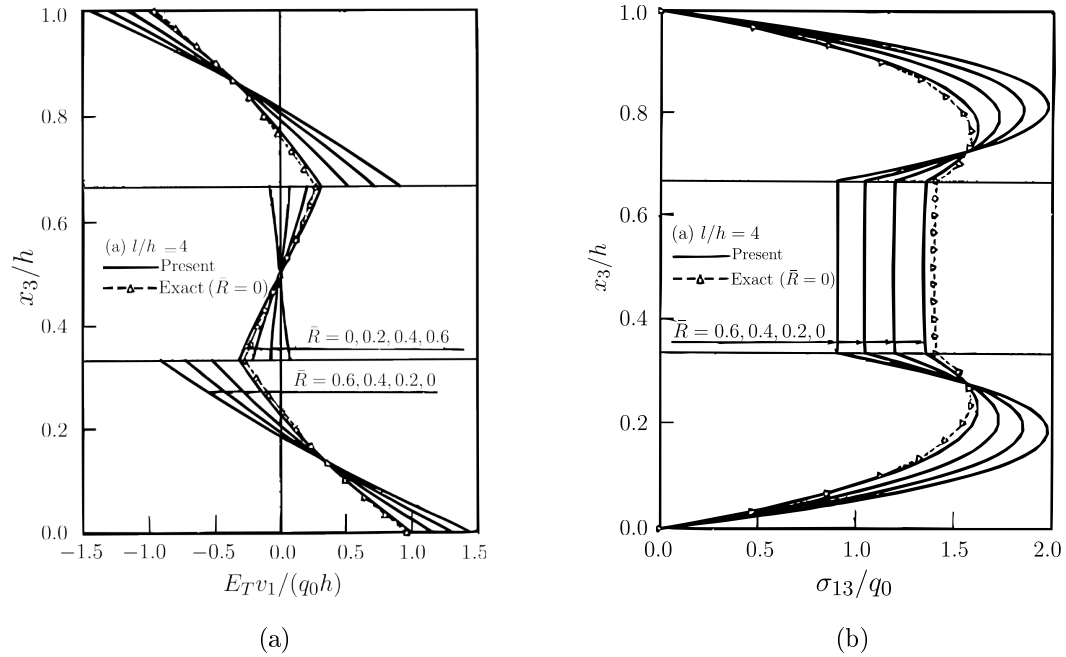 1.0
0.8
0.6
0.4
0.2
0.0
x₃/h
(a) l/h = 4
Present
Exact (R̄ = 0)
R̄ = 0, 0.2, 0.4, 0.6
R̄ = 0.6, 0.4, 0.2, 0
−1.5 −1.0 −0.5 0.0 0.5 1.0 1.5
E_T v₁/(q₀h)
(a)
1.0
0.8
0.6
0.4
0.2
0.0
x₃/h
(a) l/h = 4
Present
Exact (R̄ = 0)
R̄ = 0.6, 0.4, 0.2, 0
0.0 0.5 1.0 1.5 2.0
σ₁₃/q₀
(b)